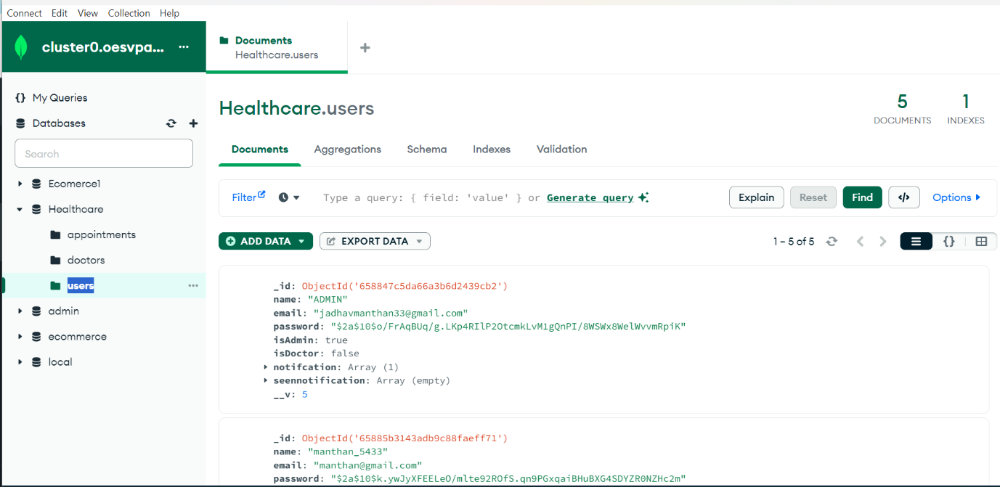 Connect Edit View Collection Help
cluster0.oesvpa... ...
Documents
Healthcare.users
+
{} My Queries
Databases
Search
Ecomerce1
Healthcare
appointments
doctors
users
admin
ecommerce
local
Healthcare.users
5
DOCUMENTS
1
INDEXES
Documents Aggregations Schema Indexes Validation
Filter Type a query: { field: 'value' } or Generate query Explain Reset Find </> Options
ADD DATA EXPORT DATA 1 – 5 of 5 {}
_id: ObjectId('658847c5da66a3b6d2439cb2')
name: "ADMIN"
email: "jadhavmanthan33@gmail.com"
password: "$2a$10$o/FrAqBUq/g.LKp4RIlP2OtcmkLvM1gQnPI/8WSWx8WelWvvmRpiK"
isAdmin: true
isDoctor: false
notifcation: Array (1)
seennotification: Array (empty)
__v: 5
_id: ObjectId('65885b3143adb9c88faeff71')
name: "manthan_5433"
email: "manthan@gmail.com"
password: "$2a$10$k.ywJyXFEELeO/mlte92ROfS.qn9PGxqaiBHuBXG4SDYZR0NZHc2m"